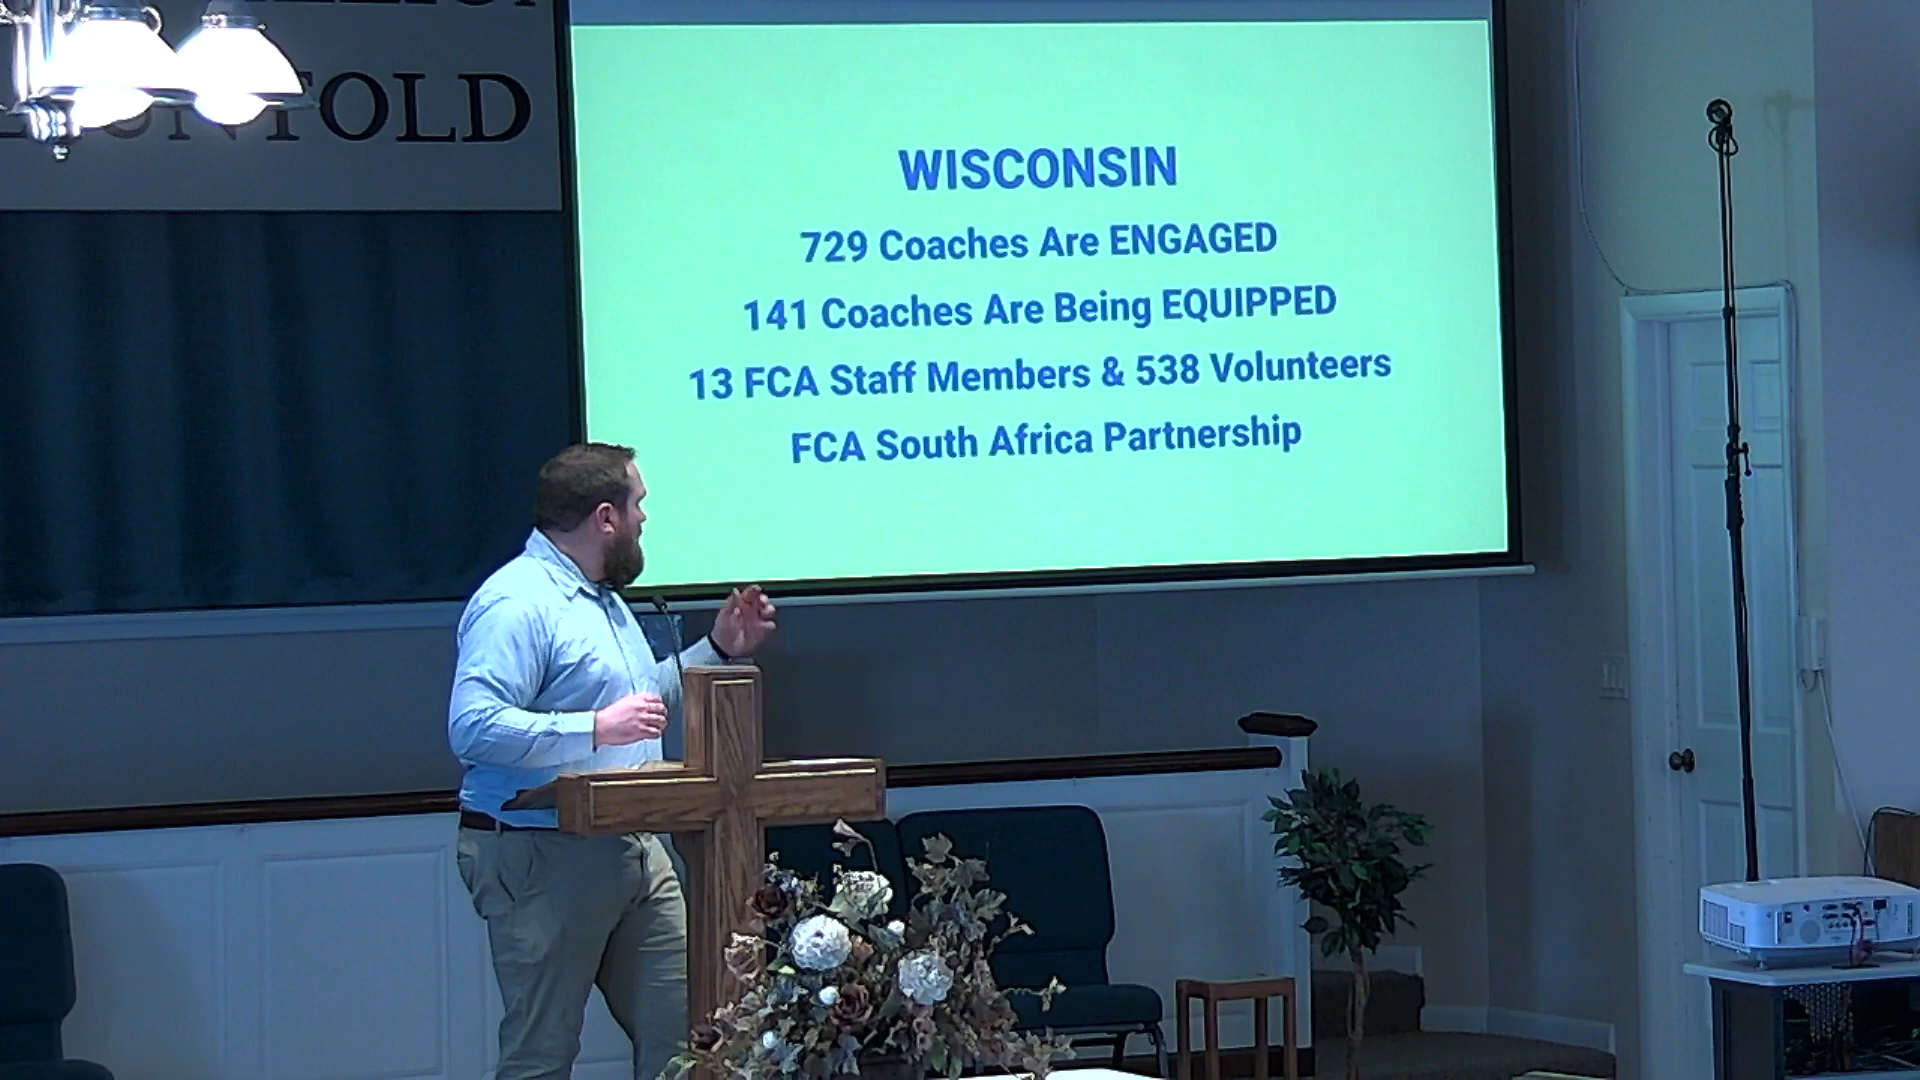 UNTOLD
WISCONSIN
729 Coaches Are ENGAGED
141 Coaches Are Being EQUIPPED
13 FCA Staff Members & 538 Volunteers
FCA South Africa Partnership